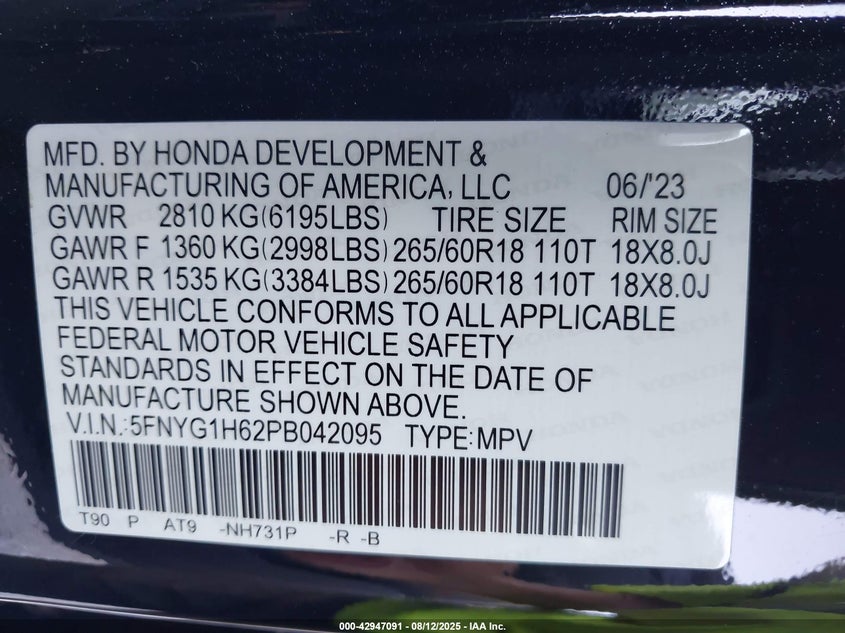 MFD. BY HONDA DEVELOPMENT &
MANUFACTURING OF AMERICA, LLC 06/'23
GVWR 2810 KG(6195LBS) TIRE SIZE RIM SIZE
GAWR F 1360 KG(2998LBS) 265/60R18 110T 18X8.0J
GAWR R 1535 KG(3384LBS) 265/60R18 110T 18X8.0J
THIS VEHICLE CONFORMS TO ALL APPLICABLE
FEDERAL MOTOR VEHICLE SAFETY
STANDARDS IN EFFECT ON THE DATE OF
MANUFACTURE SHOWN ABOVE.
V.I.N.:5FNYG1H62PB042095 TYPE:MPV
T90 P AT9 -NH731P -R -B
000-42947091 - 08/12/2025 - IAA Inc.